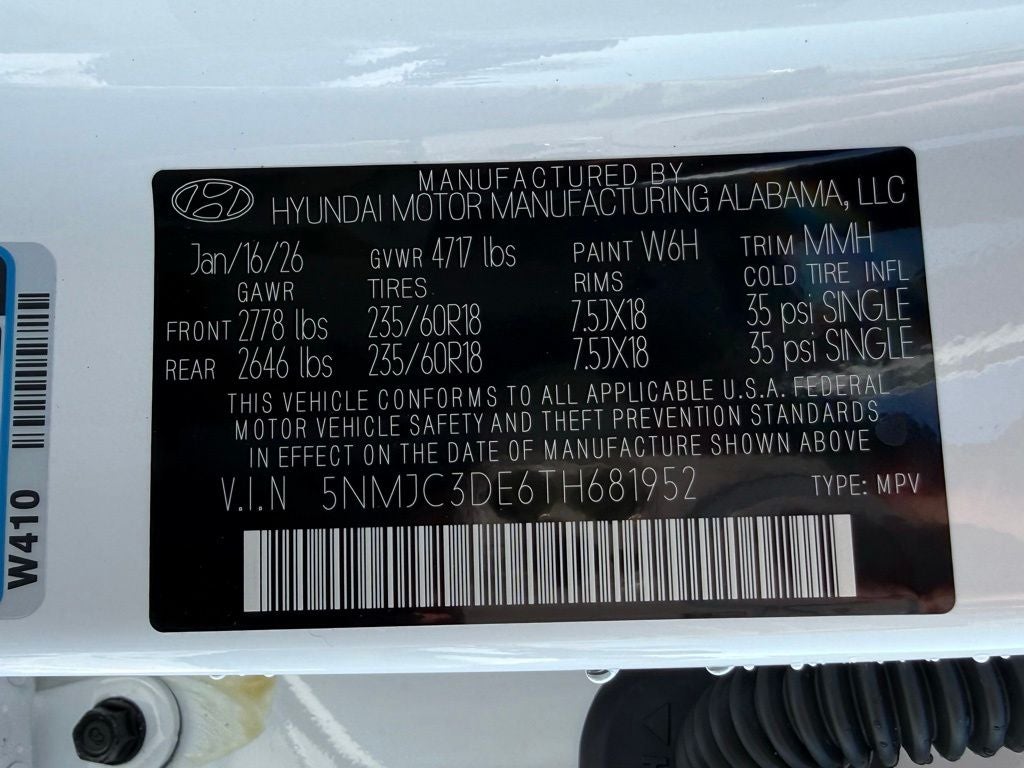 MANUFACTURED BY
HYUNDAI MOTOR MANUFACTURING ALABAMA, LLC
Jan/16/26 GVWR 4717 lbs PAINT W6H TRIM MMH
GAWR TIRES RIMS COLD TIRE INFL
FRONT 2778 lbs 235/60R18 7.5JX18 35 psi SINGLE
REAR 2646 lbs 235/60R18 7.5JX18 35 psi SINGLE
THIS VEHICLE CONFORMS TO ALL APPLICABLE U.S.A. FEDERAL
MOTOR VEHICLE SAFETY AND THEFT PREVENTION STANDARDS
IN EFFECT ON THE DATE OF MANUFACTURE SHOWN ABOVE
V.I.N 5NMJC3DE6TH681952 TYPE: MPV
W410